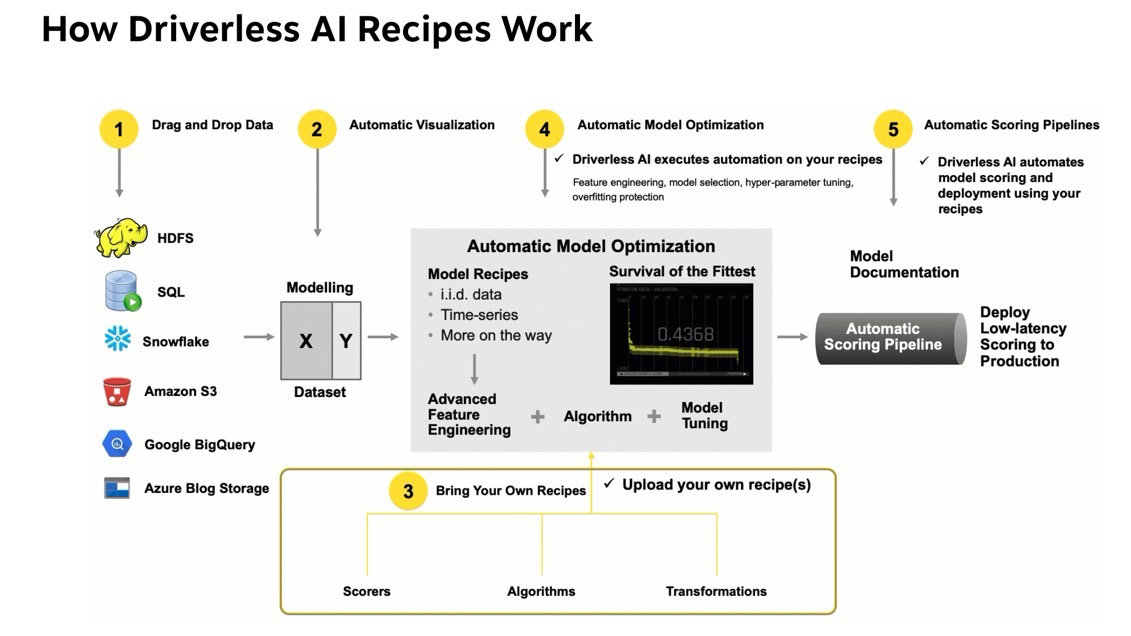 How Driverless AI Recipes Work
1
Drag and Drop Data
2
Automatic Visualization
4
Automatic Model Optimization
✓ Driverless AI executes automation on your recipes
Feature engineering, model selection, hyper-parameter tuning,
overfitting protection
5
Automatic Scoring Pipelines
✓ Driverless AI automates
model scoring and
deployment using your
recipes
HDFS
SQL
Snowflake
Amazon S3
Google BigQuery
Azure Blog Storage
Modelling
X Y
Dataset
Automatic Model Optimization
Model Recipes
• i.i.d. data
• Time-series
• More on the way
Survival of the Fittest
0.4368
Advanced
Feature
Engineering
+
Algorithm
+
Model
Tuning
Model
Documentation
Automatic
Scoring Pipeline
Deploy
Low-latency
Scoring to
Production
3
Bring Your Own Recipes
✓ Upload your own recipe(s)
Scorers
Algorithms
Transformations